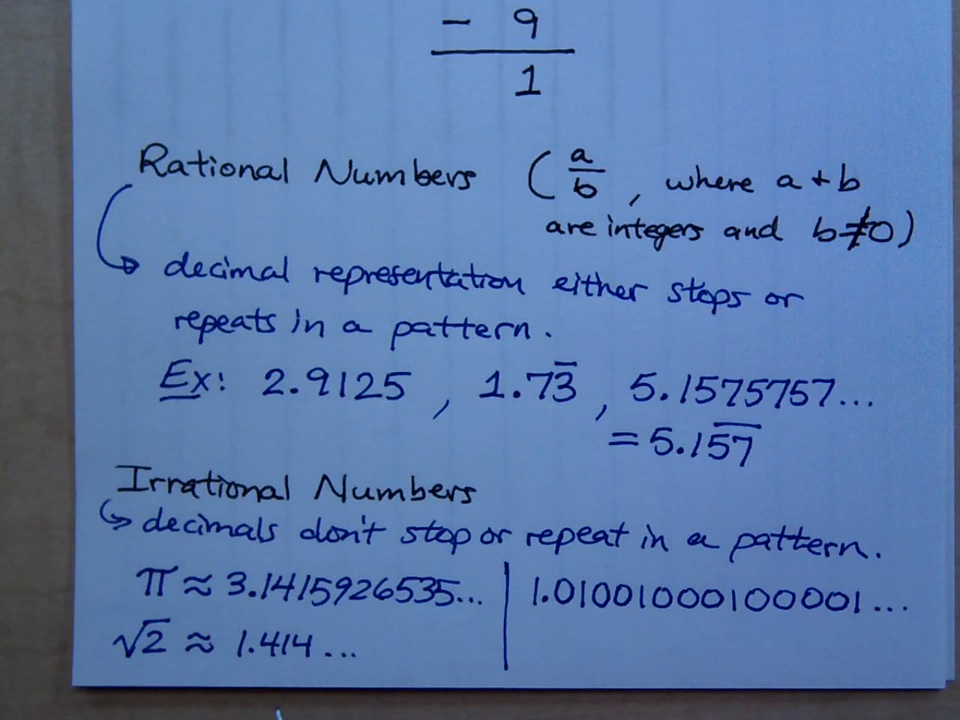 - 9
1
Rational Numbers (a/b, where a + b
are integers and b≠0)
↳ decimal representation either stops or
repeats in a pattern.
Ex: 2.9125, 1.73̅, 5.1575757...
= 5.15̅7̅
Irrational Numbers
↳ decimals don't stop or repeat in a pattern.
π ≈ 3.1415926535... | 1.01001000100001...
√2 ≈ 1.414...